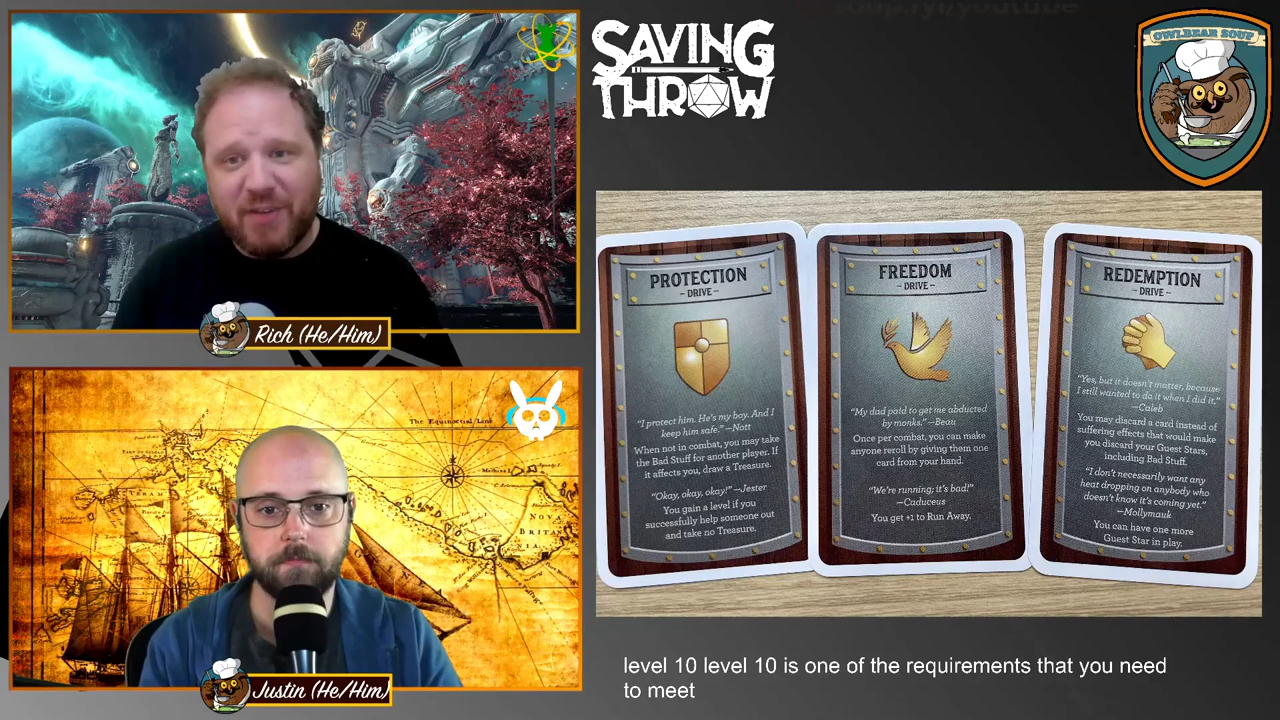 Rich (He/Him)
The Equinoctial Line
Justin (He/Him)
SAVING
THROW
OWLBEAR SOUP
PROTECTION
– DRIVE –
"I protect him. He's my boy. And I
keep him safe." —Nott
When not in combat, you may take
the Bad Stuff for another player. If
it affects you, draw a Treasure.
"Okay, okay, okay!" —Jester
You gain a level if you
successfully help someone out
and take no Treasure.
FREEDOM
– DRIVE –
"My dad paid to get me abducted
by monks." —Beau
Once per combat, you can make
anyone reroll by giving them one
card from your hand.
"We're running; it's bad!"
—Caduceus
You get +1 to Run Away.
REDEMPTION
– DRIVE –
"Yes, but it doesn't matter, because
I still wanted to do it when I did it."
—Caleb
You may discard a card instead of
suffering effects that would make
you discard your Guest Stars,
including Bad Stuff.
"I don't necessarily want any
heat dropping on anybody who
doesn't know it's coming yet."
—Mollymauk
You can have one more
Guest Star in play.
level 10 level 10 is one of the requirements that you need
to meet